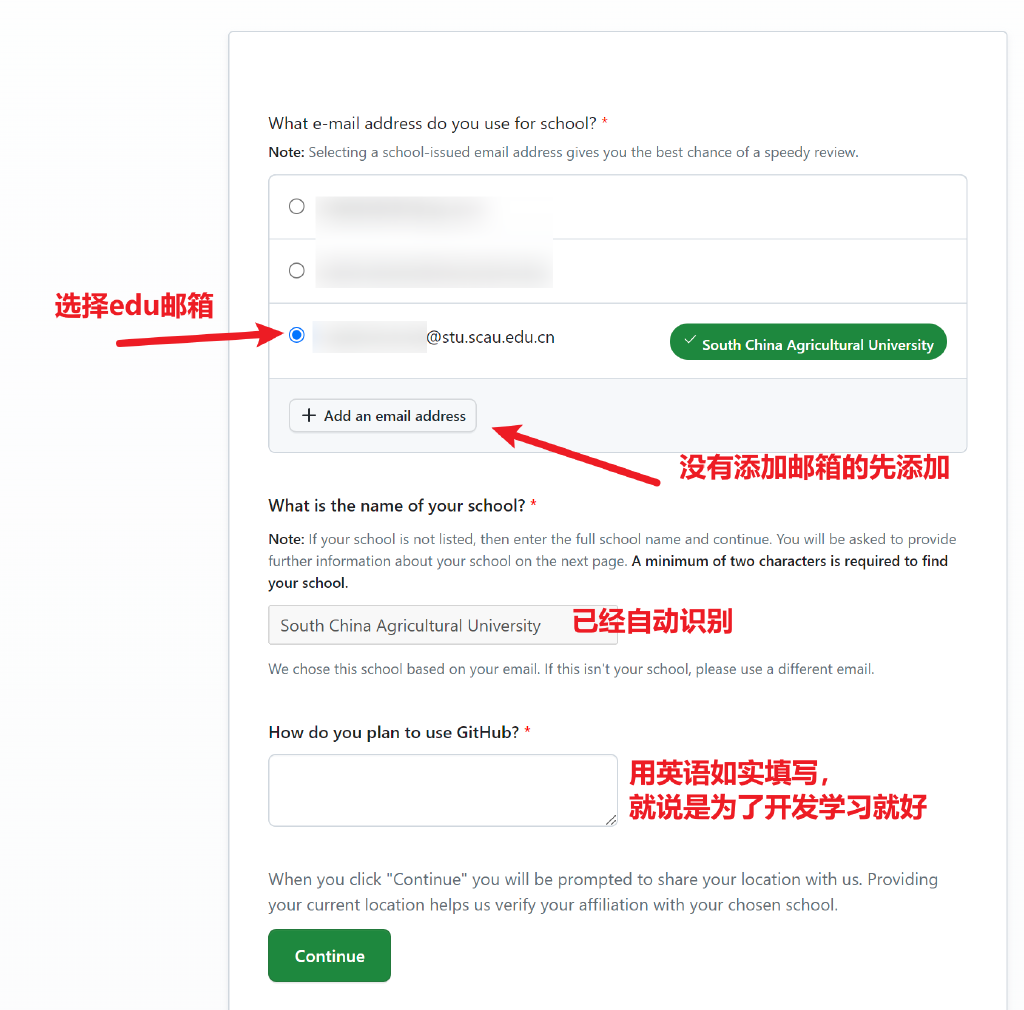 What e-mail address do you use for school? *
Note: Selecting a school-issued email address gives you the best chance of a speedy review.
选择edu邮箱
@stu.scau.edu.cn
South China Agricultural University
Add an email address
没有添加邮箱的先添加
What is the name of your school? *
Note: If your school is not listed, then enter the full school name and continue. You will be asked to provide
further information about your school on the next page. A minimum of two characters is required to find
your school.
South China Agricultural University
已经自动识别
We chose this school based on your email. If this isn't your school, please use a different email.
How do you plan to use GitHub? *
用英语如实填写，
就说是为了开发学习就好
When you click "Continue" you will be prompted to share your location with us. Providing
your current location helps us verify your affiliation with your chosen school.
Continue